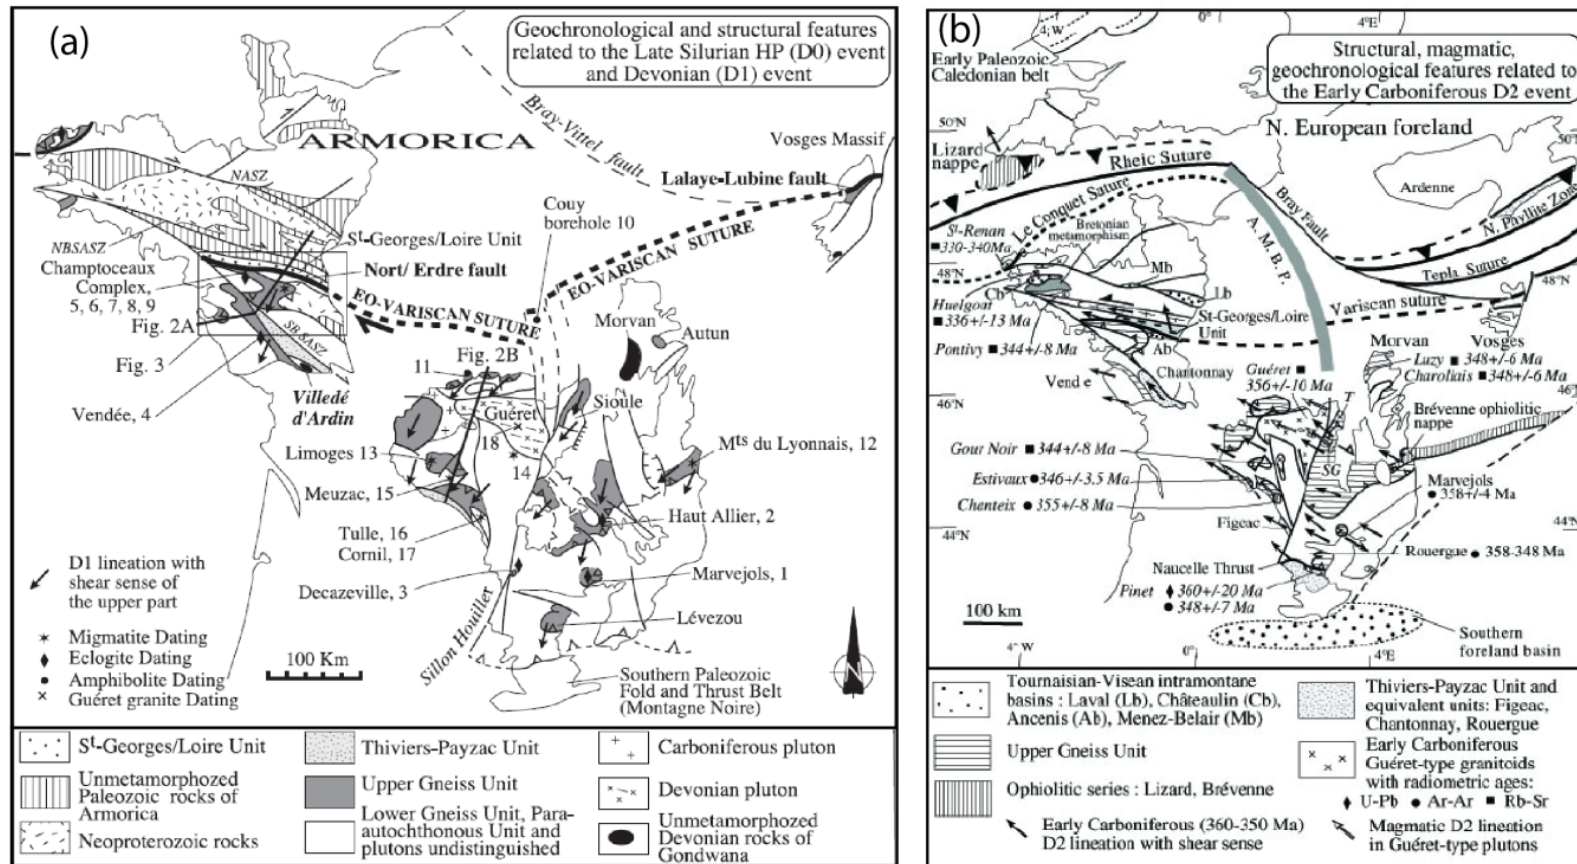 (a)
Geochronological and structural features
related to the Late Silurian HP (D0) event
and Devonian (D1) event
ARMORICA
Bray-Vittel fault
Vosges Massif
Lalaye-Lubine fault
NASZ
Couy
borehole 10
NBSASZ
St-Georges/Loire Unit
EO-VARISCAN SUTURE
Champtoceaux
Complex,
5, 6, 7, 8, 9
Nort/ Erdre fault
EO-VARISCAN SUTURE
Fig. 2A
SBSASZ
Morvan
Autun
Fig. 3
Fig. 2B
11
Villedé
d'Ardin
Vendée, 4
Guéret
Sioule
18
Mts du Lyonnais, 12
Limoges 13
14
Meuzac, 15
Haut Allier, 2
Tulle, 16
Cornil, 17
D1 lineation with
shear sense of
the upper part
Marvejols, 1
Decazeville, 3
Lévezou
Migmatite Dating
Eclogite Dating
Amphibolite Dating
Guéret granite Dating
100 Km
Sillon Houiller
N
Southern Paleozoic
Fold and Thrust Belt
(Montagne Noire)
St-Georges/Loire Unit
Unmetamorphozed
Paleozoic rocks of
Armorica
Neoproterozoic rocks
Thiviers-Payzac Unit
Upper Gneiss Unit
Lower Gneiss Unit, Para-
autochthonous Unit and
plutons undistinguished
Carboniferous pluton
Devonian pluton
Unmetamorphozed
Devonian rocks of
Gondwana
(b)
0°
4°E
4°W
Early Paleozoic
Caledonian belt
Structural, magmatic,
geochronological features related to
the Early Carboniferous D2 event
50°N
50°N
N. European foreland
Lizard
nappe
Rheic Suture
Ardenne
Le Conquet Sature
Bray Fault
N. Phyllite Zone
St-Renan
330-340Ma
Bretonian
metamorphism
A. M. B. P.
48°N
Mb
Tepla Suture
48°N
Cb
Lb
Variscan suture
Huelgoat
336+/-13 Ma
St-Georges/Loire
Unit
Ab
Morvan
Vosges
Pontivy
344+/-8 Ma
Chantonnay
Guéret
356+/-10 Ma
Luzy
348+/-6 Ma
Charollais
348+/-6Ma
Vend e
46°N
46°N
T
Brévenne ophiolitic
nappe
Gour Noir
344+/-8 Ma
SG
Estivaux
346+/-3.5 Ma
Marvejols
358+/-4 Ma
Chanteix
355+/-8 Ma
44°N
Figeac
44°N
Rouergue
358-348 Ma
Naucelle Thrust
Pinet
360+/-20 Ma
348+/-7 Ma
100 km
Southern
foreland basin
4°W
0°
4°E
Tournaisian-Visean intramontane
basins : Laval (Lb), Châteaulin (Cb),
Ancenis (Ab), Menez-Belair (Mb)
Upper Gneiss Unit
Ophiolitic series : Lizard, Brévenne
Early Carboniferous (360-350 Ma)
D2 lineation with shear sense
Thiviers-Payzac Unit and
equivalent units: Figeac,
Chantonnay, Rouergue
Early Carboniferous
Guéret-type granitoids
with radiometric ages:
U-Pb
Ar-Ar
Rb-Sr
Magmatic D2 lineation
in Guéret-type plutons